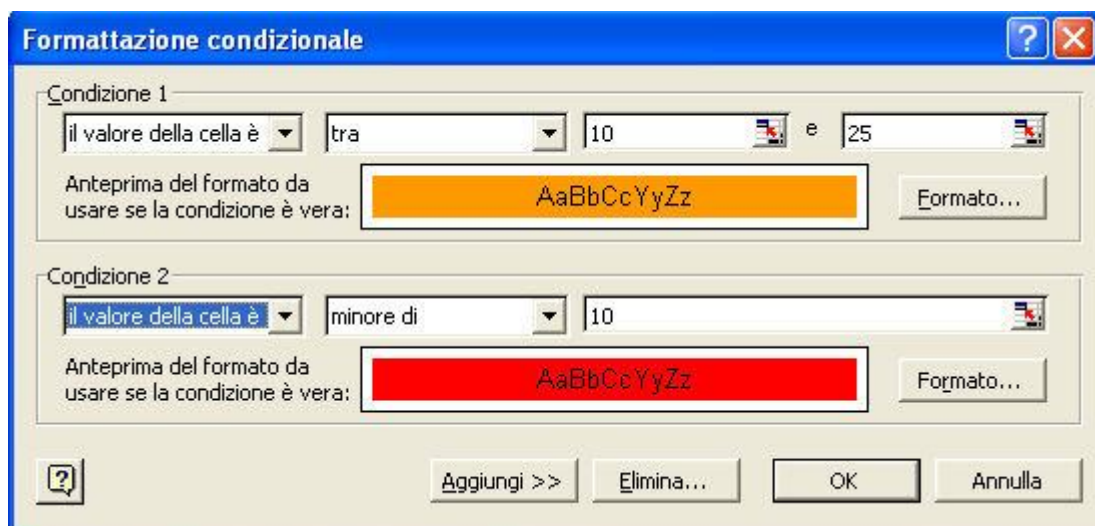 Formattazione condizionale
Condizione 1
il valore della cella è tra 10 e 25
Anteprima del formato da
usare se la condizione è vera:
AaBbCcYyZz
Formato...
Condizione 2
il valore della cella è minore di 10
Anteprima del formato da
usare se la condizione è vera:
AaBbCcYyZz
Formato...
Aggiungi >> Elimina... OK Annulla